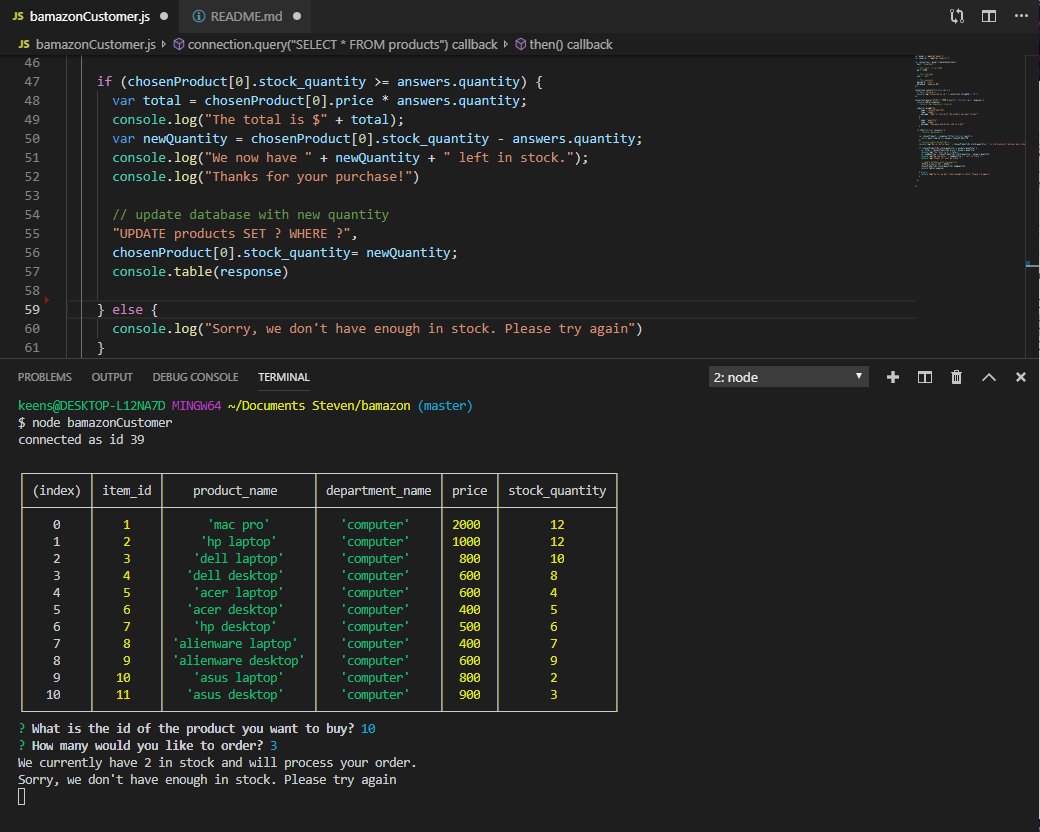 JS bamazonCustomer.js ● README.md ●
JS bamazonCustomer.js connection.query("SELECT * FROM products") callback then() callback
46
47 if (chosenProduct[0].stock_quantity >= answers.quantity) {
48 var total = chosenProduct[0].price * answers.quantity;
49 console.log("The total is $" + total);
50 var newQuantity = chosenProduct[0].stock_quantity - answers.quantity;
51 console.log("We now have " + newQuantity + " left in stock.");
52 console.log("Thanks for your purchase!")
53
54 // update database with new quantity
55 "UPDATE products SET ? WHERE ?",
56 chosenProduct[0].stock_quantity= newQuantity;
57 console.table(response)
58
59 } else {
60 console.log("Sorry, we don't have enough in stock. Please try again")
61 }
PROBLEMS OUTPUT DEBUG CONSOLE TERMINAL 2: node
keens@DESKTOP-L12NA7D MINGW64 ~/Documents Steven/bamazon (master)
$ node bamazonCustomer
connected as id 39
(index) item_id product_name department_name price stock_quantity
0 1 'mac pro' 'computer' 2000 12
1 2 'hp laptop' 'computer' 1000 12
2 3 'dell laptop' 'computer' 800 10
3 4 'dell desktop' 'computer' 600 8
4 5 'acer laptop' 'computer' 600 4
5 6 'acer desktop' 'computer' 400 5
6 7 'hp desktop' 'computer' 500 6
7 8 'alienware laptop' 'computer' 400 7
8 9 'alienware desktop' 'computer' 600 9
9 10 'asus laptop' 'computer' 800 2
10 11 'asus desktop' 'computer' 900 3
? What is the id of the product you want to buy? 10
? How many would you like to order? 3
We currently have 2 in stock and will process your order.
Sorry, we don't have enough in stock. Please try again